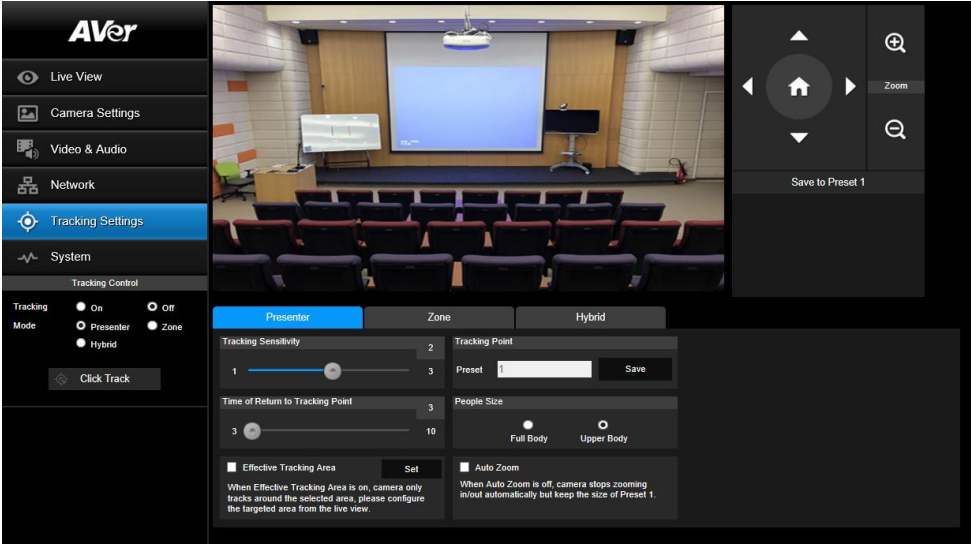 AVer
Live View
Camera Settings
Video & Audio
Network
Tracking Settings
System
Tracking Control
Tracking On Off
Mode Presenter Zone
Hybrid
Click Track
Zoom
Save to Preset 1
Presenter Zone Hybrid
Tracking Sensitivity 2
1 3
Tracking Point
Preset 1 Save
Time of Return to Tracking Point 3
3 10
People Size
Full Body Upper Body
Effective Tracking Area Set
When Effective Tracking Area is on, camera only
tracks around the selected area, please configure
the targeted area from the live view.
Auto Zoom
When Auto Zoom is off, camera stops zooming
in/out automatically but keep the size of Preset 1.